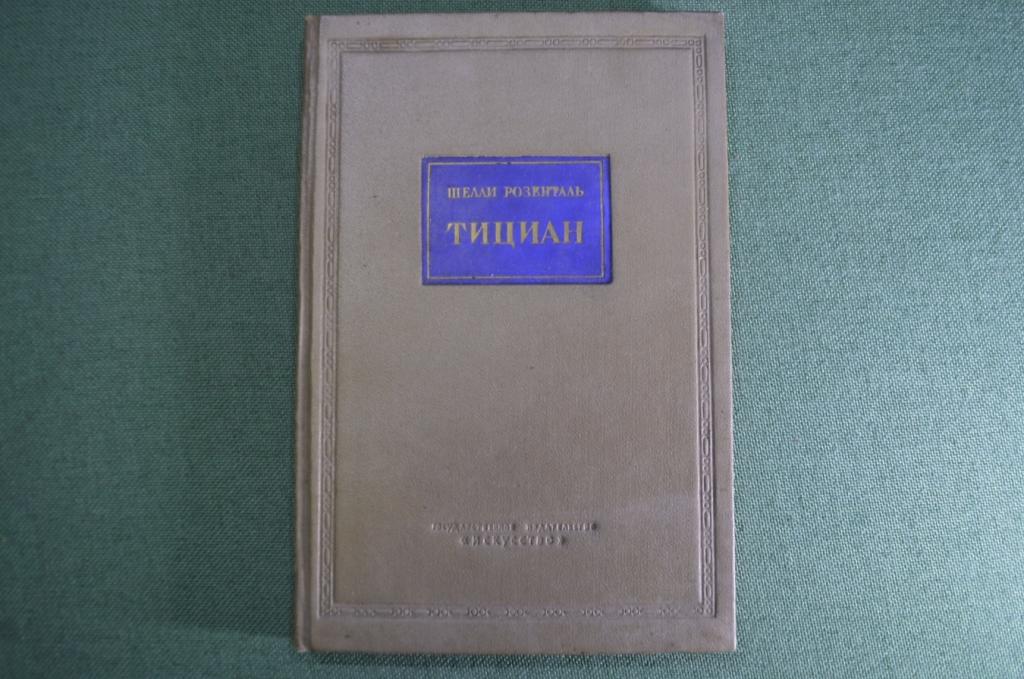 ШЕЛЛИ РОЗЕНТАЛЬ
ТИЦИАН
ГОСУДАРСТВЕННОЕ ИЗДАТЕЛЬСТВО
«ИСКУССТВО»